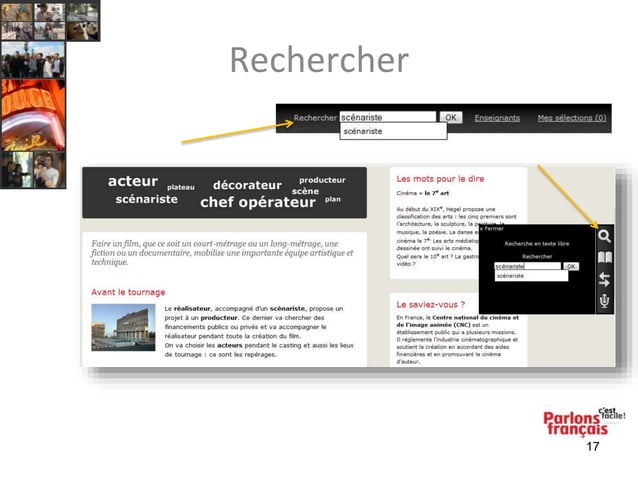 Rechercher
Rechercher scénariste OK Enseignants Mes sélections (0)
scénariste
acteur plateau décorateur producteur
scène
scénariste chef opérateur plan
Faire un film, que ce soit un court-métrage ou un long-métrage, une
fiction ou un documentaire, mobilise une importante équipe artistique et
technique.
Avant le tournage
Le réalisateur, accompagné d'un scénariste, propose un
projet à un producteur. Ce dernier va chercher des
financements publics ou privés et va accompagner le
réalisateur pendant toute la création du film.
On va choisir les acteurs pendant le casting et aussi les lieux
de tournage : ce sont les repérages.
Les mots pour le dire
Cinéma = le 7e art
Au début du XIXe, Hegel propose une
classification des arts : les cinq premiers sont
l'architecture, la sculpture, la peinture, la
musique, la poésie. La danse e
cinéma le 7e. Les arts médiatiq
dessinée ont suivi le cinéma.
Quel sera le 10e art ? La gastro
vidéo ?
Le saviez-vous ?
En France, le Centre national du cinéma et
de l'image animée (CNC) est un
établissement public qui a plusieurs missions.
Il réglemente l'industrie cinématographique et
soutient la création en accordant des aides
financières et en promouvant le cinéma
d'auteur.
x Fermer
Recherche en texte libre
Rechercher
scénariste OK
scénariste
Parlons
français
c'est
facile!
17